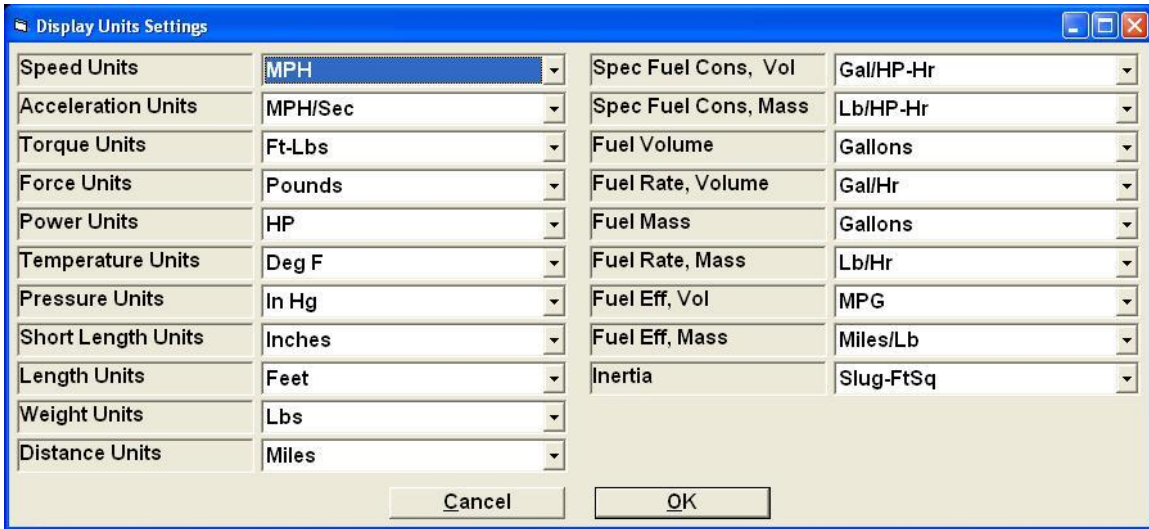 Display Units Settings
Speed Units MPH Spec Fuel Cons, Vol Gal/HP-Hr
Acceleration Units MPH/Sec Spec Fuel Cons, Mass Lb/HP-Hr
Torque Units Ft-Lbs Fuel Volume Gallons
Force Units Pounds Fuel Rate, Volume Gal/Hr
Power Units HP Fuel Mass Gallons
Temperature Units Deg F Fuel Rate, Mass Lb/Hr
Pressure Units In Hg Fuel Eff, Vol MPG
Short Length Units Inches Fuel Eff, Mass Miles/Lb
Length Units Feet Inertia Slug-FtSq
Weight Units Lbs
Distance Units Miles
Cancel OK